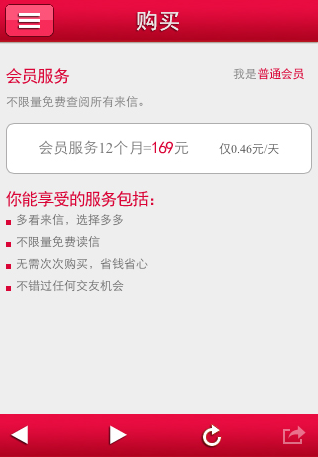 购买
会员服务
我是普通会员
不限量免费查阅所有来信。
会员服务12个月=169元 仅0.46元/天
你能享受的服务包括：
多看来信，选择多多
不限量免费读信
无需次次购买，省钱省心
不错过任何交友机会